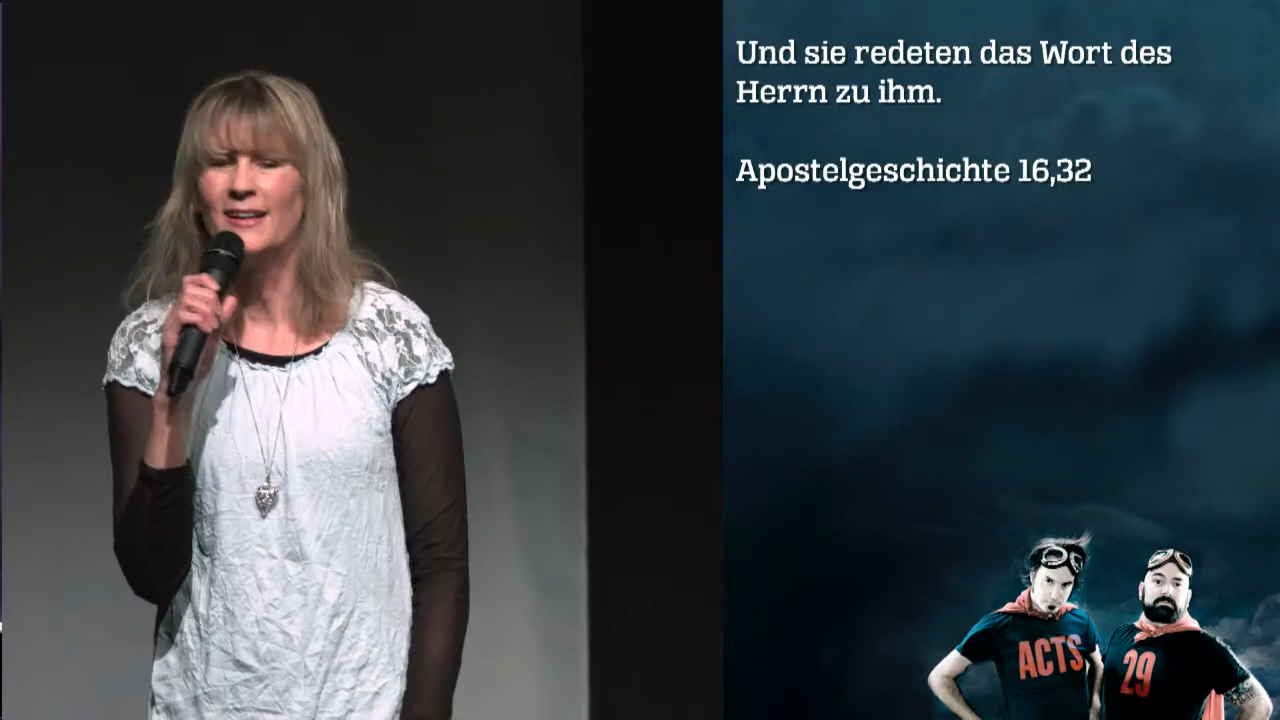 Und sie redeten das Wort des
Herrn zu ihm.
Apostelgeschichte 16,32
ACTS
29